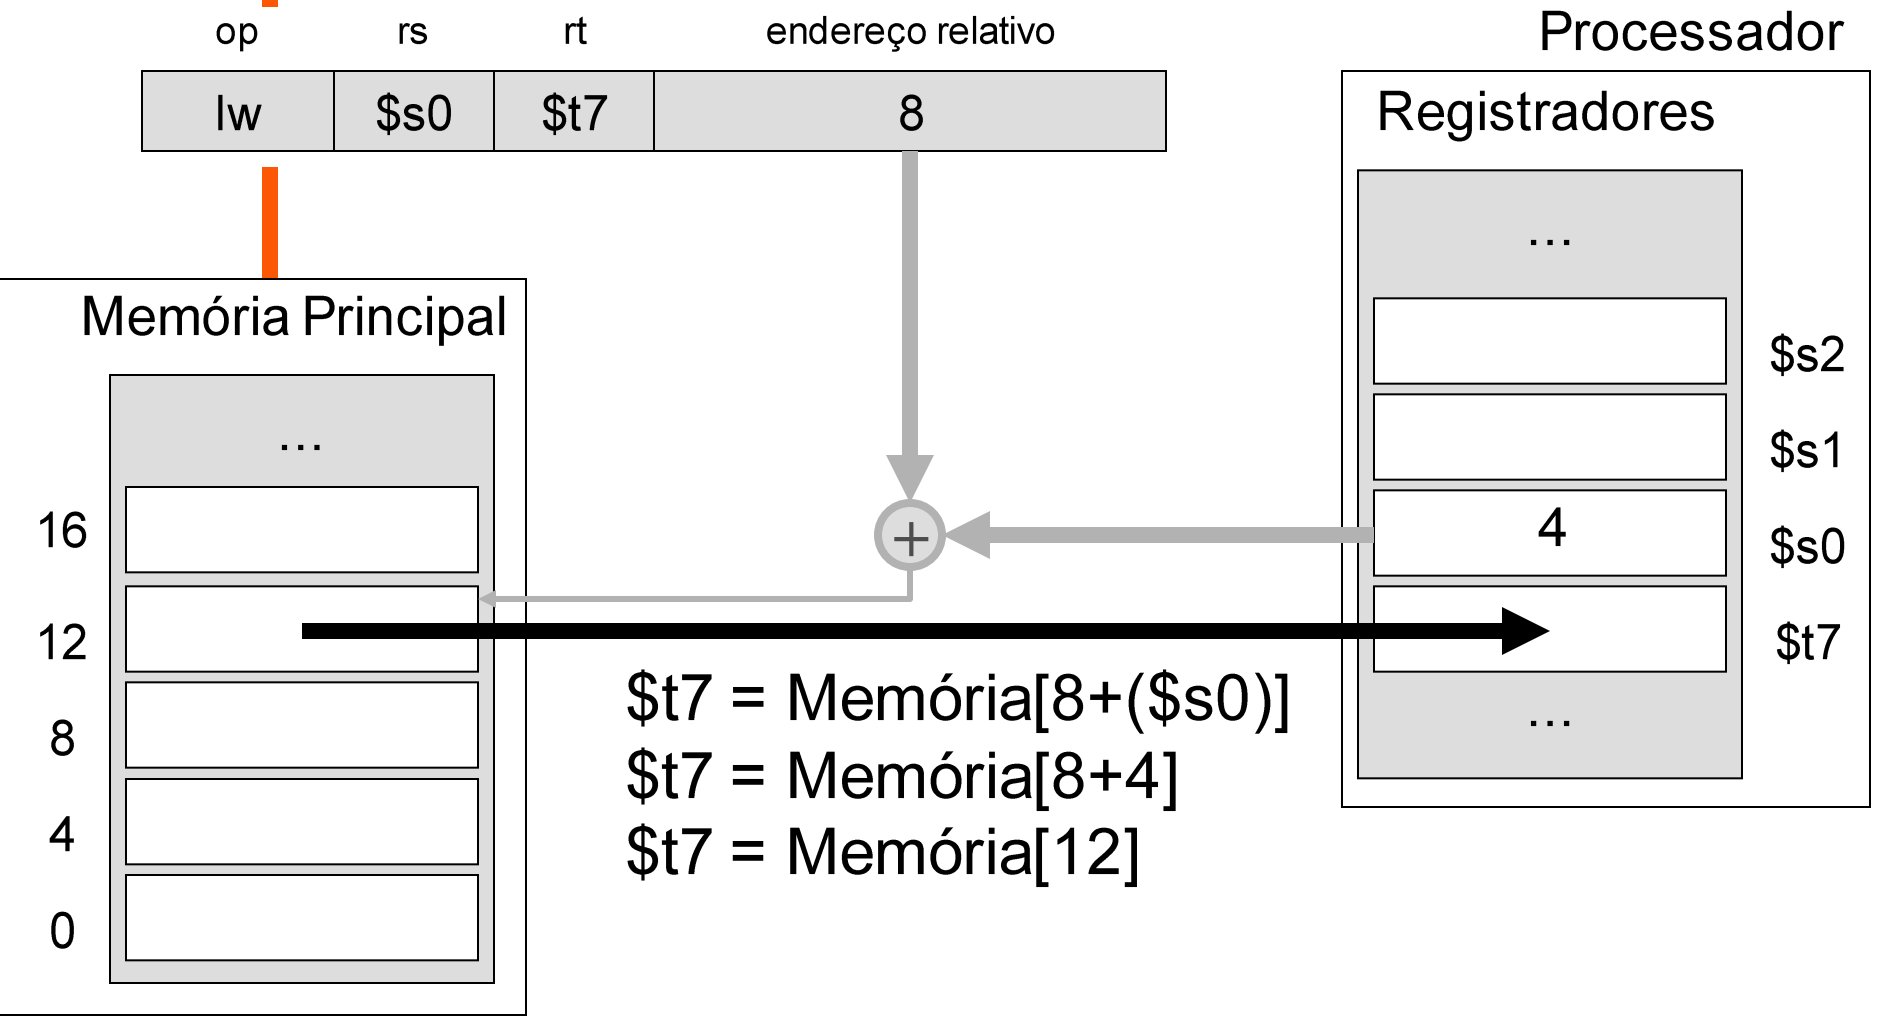 op rs rt endereço relativo
lw $s0 $t7 8
Processador
Registradores
...
$s2
$s1
4 $s0
$t7
...
Memória Principal
...
16
12
8
4
0
+
$t7 = Memória[8+($s0)]
$t7 = Memória[8+4]
$t7 = Memória[12]